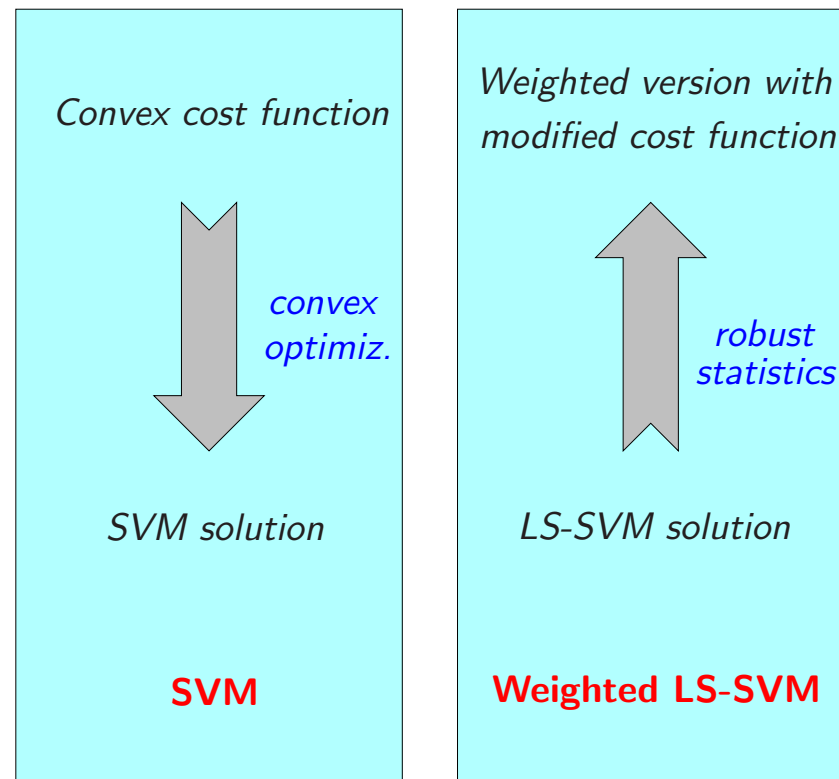 Convex cost function
convex
optimiz.
SVM solution
SVM
Weighted version with
modified cost function
robust
statistics
LS-SVM solution
Weighted LS-SVM